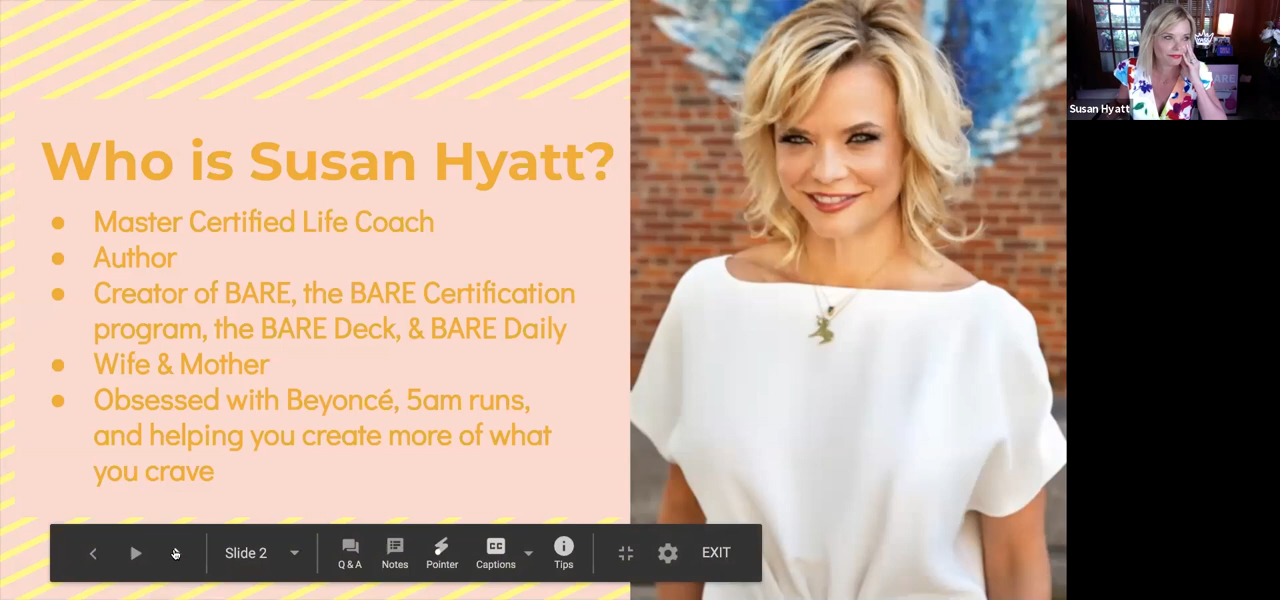 Who is Susan Hyatt?
● Master Certified Life Coach
● Author
● Creator of BARE, the BARE Certification
program, the BARE Deck, & BARE Daily
● Wife & Mother
● Obsessed with Beyoncé, 5am runs,
and helping you create more of what
you crave
Slide 2
Q & A
Notes
Pointer
CC
Captions
Tips
EXIT
Susan Hyatt